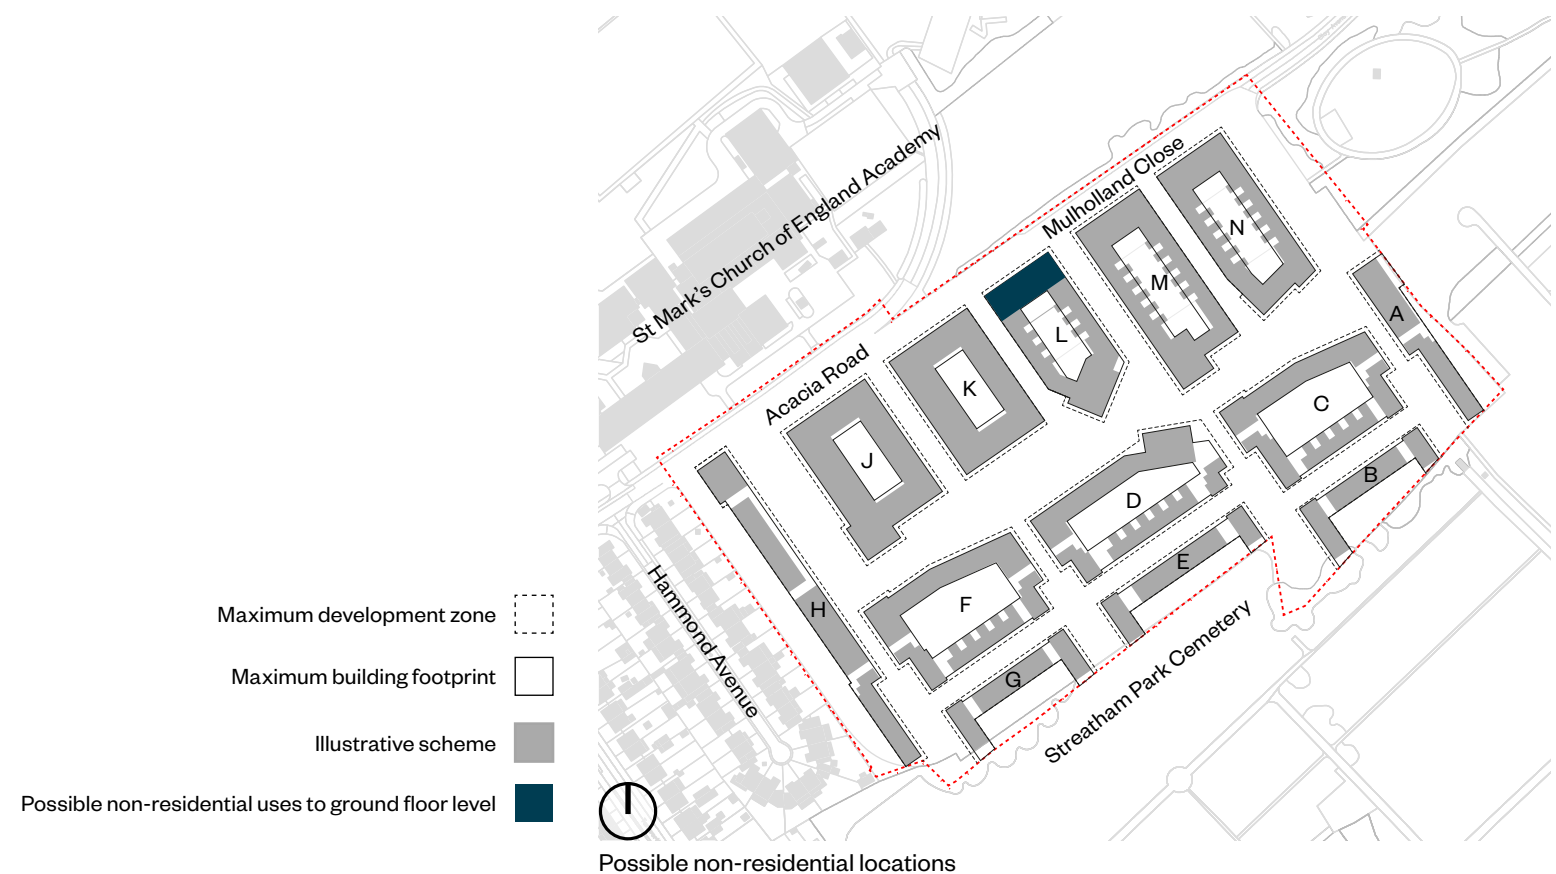 St Mark's Church of England Academy
Mulholland Close
Acacia Road
Hammond Avenue
Streatham Park Cemetery
N
M
A
L
K
C
J
B
D
E
F
H
G
Maximum development zone
Maximum building footprint
Illustrative scheme
Possible non-residential uses to ground floor level
Possible non-residential locations